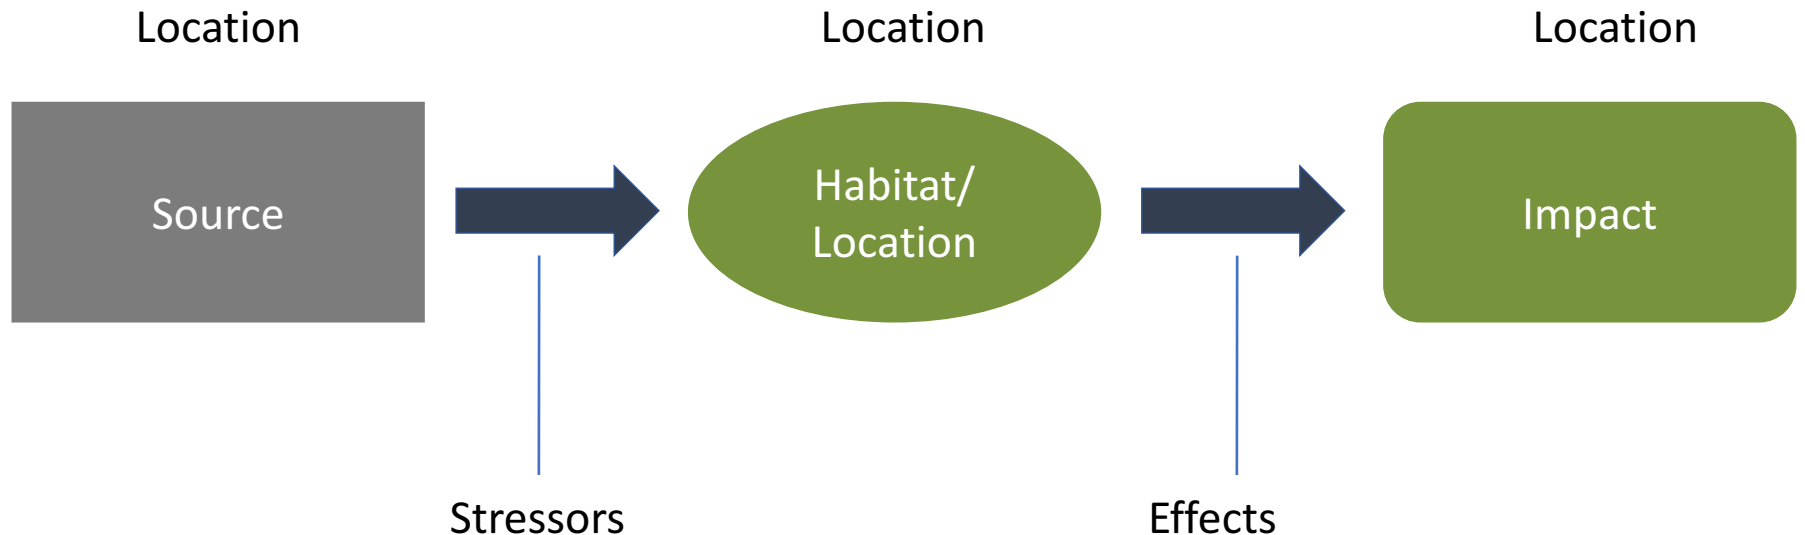 Location
Location
Location
Source
Habitat/
Location
Impact
Stressors
Effects